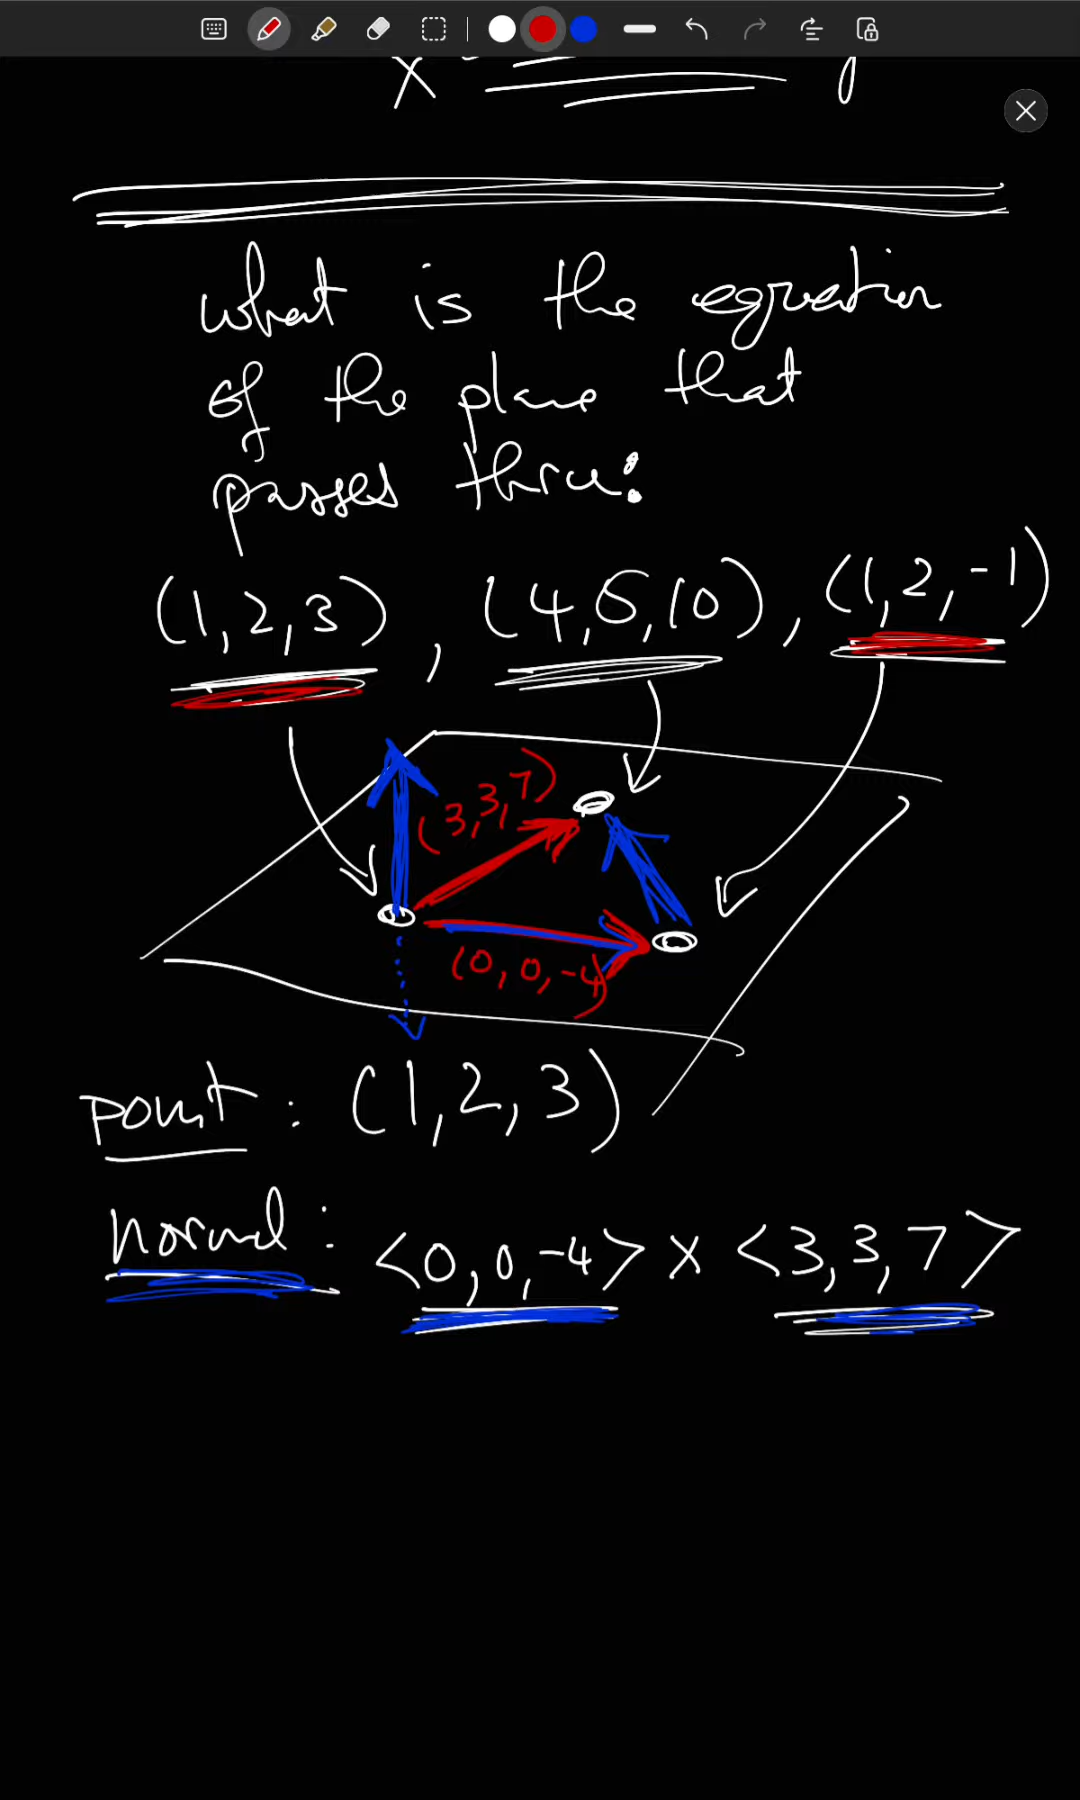 what is the equation
of the plane that
passes thru:
(1,2,3), (4,5,10), (1,2,-1)
(3,3,7)
(0,0,-4)
point: (1,2,3)
normal: <0,0,-4> x <3,3,7>